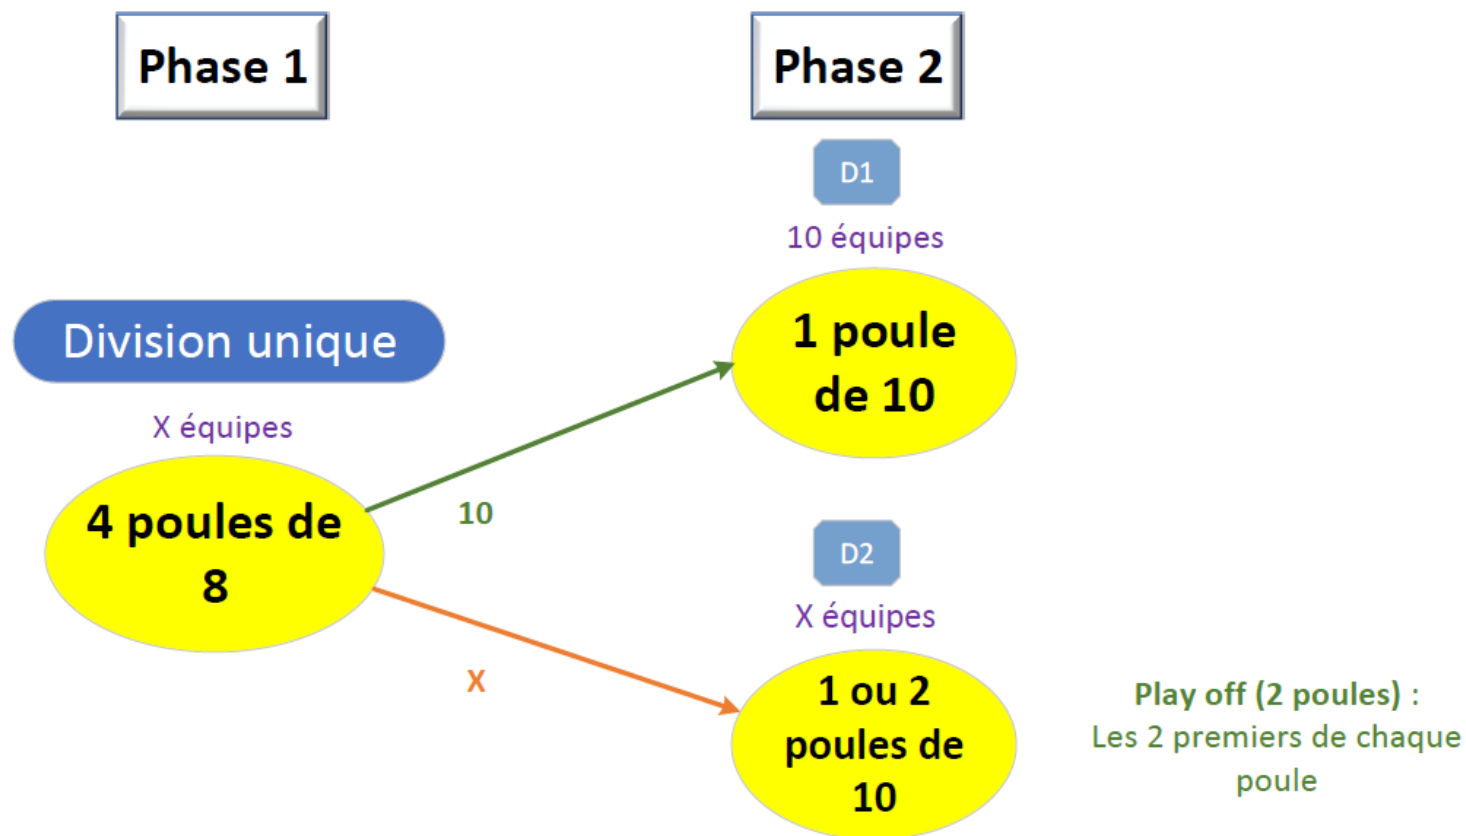 Phase 1
Phase 2
D1
10 équipes
1 poule
de 10
Division unique
X équipes
4 poules de
8
10
D2
X équipes
X
1 ou 2
poules de
10
Play off (2 poules) :
Les 2 premiers de chaque
poule